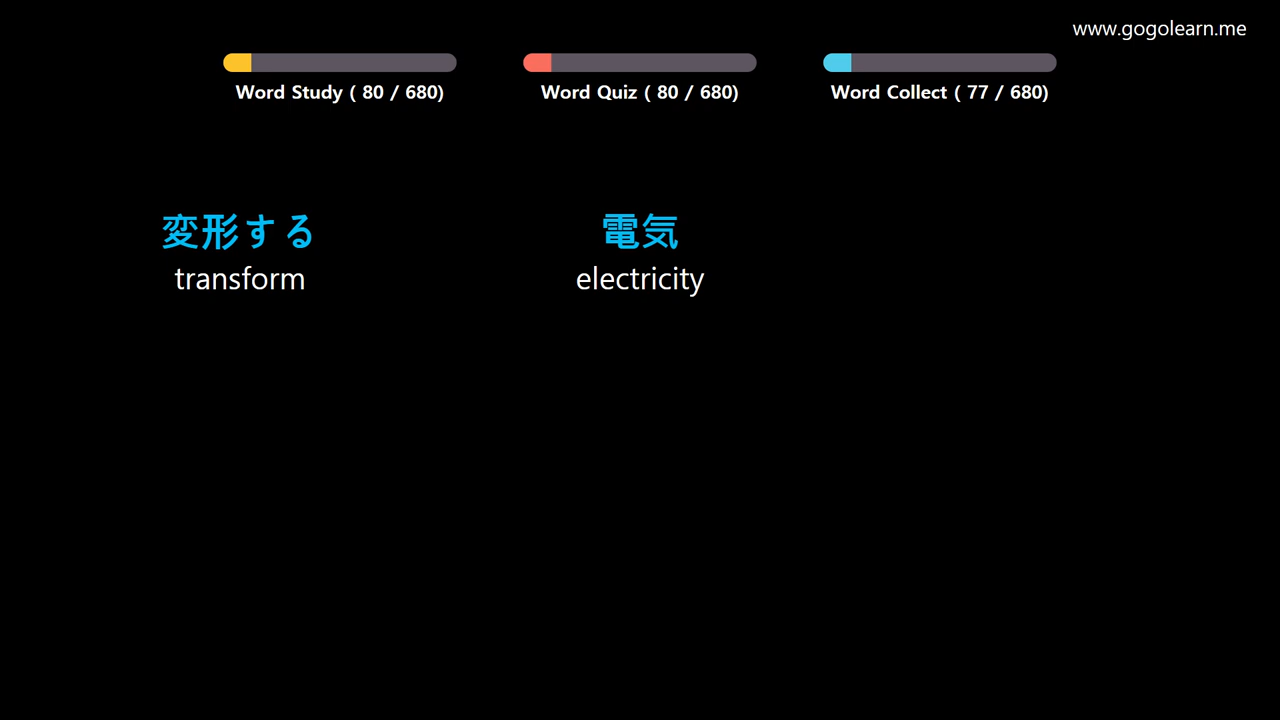 www.gogolearn.me
Word Study ( 80 / 680)
Word Quiz ( 80 / 680)
Word Collect ( 77 / 680)
変形する
transform
電気
electricity